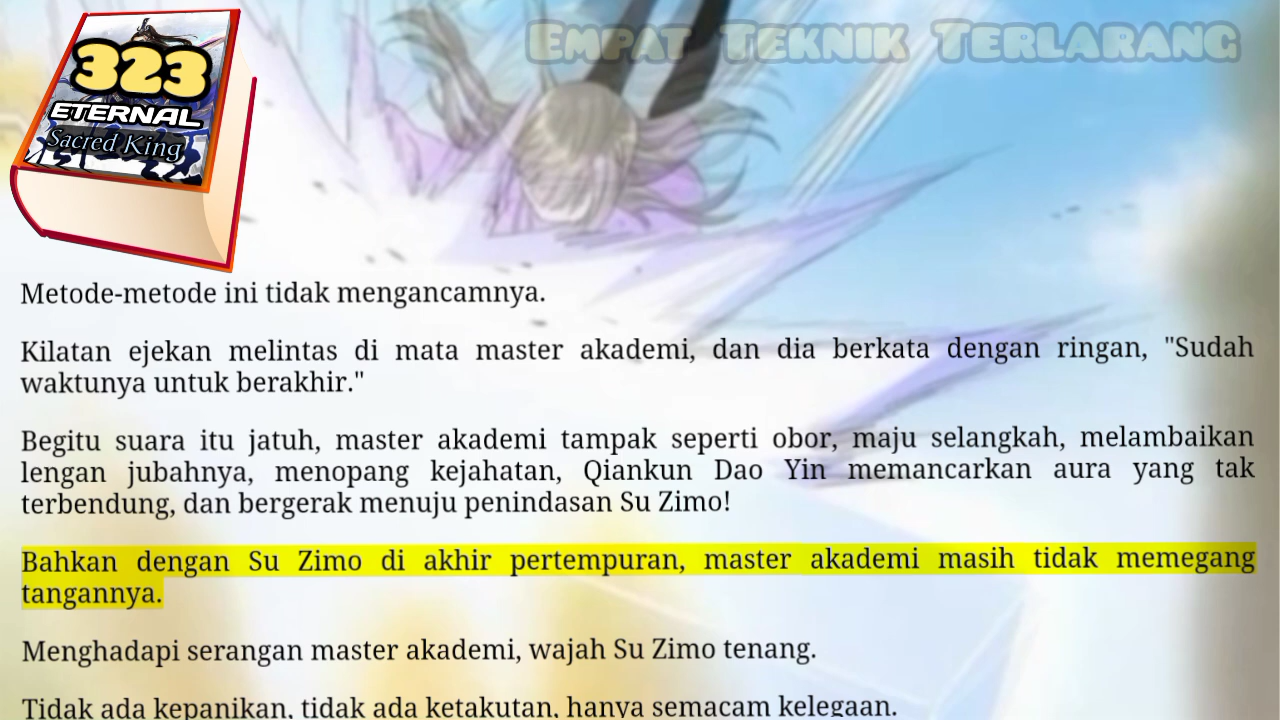 Empat Teknik Terlarang
323
ETERNAL
Sacred King
Metode-metode ini tidak mengancamnya.
Kilatan ejekan melintas di mata master akademi, dan dia berkata dengan ringan, "Sudah
waktunya untuk berakhir."
Begitu suara itu jatuh, master akademi tampak seperti obor, maju selangkah, melambaikan
lengan jubahnya, menopang kejahatan, Qiankun Dao Yin memancarkan aura yang tak
terbendung, dan bergerak menuju penindasan Su Zimo!
Bahkan dengan Su Zimo di akhir pertempuran, master akademi masih tidak memegang
tangannya.
Menghadapi serangan master akademi, wajah Su Zimo tenang.
Tidak ada kepanikan, tidak ada ketakutan, hanya semacam kelegaan.